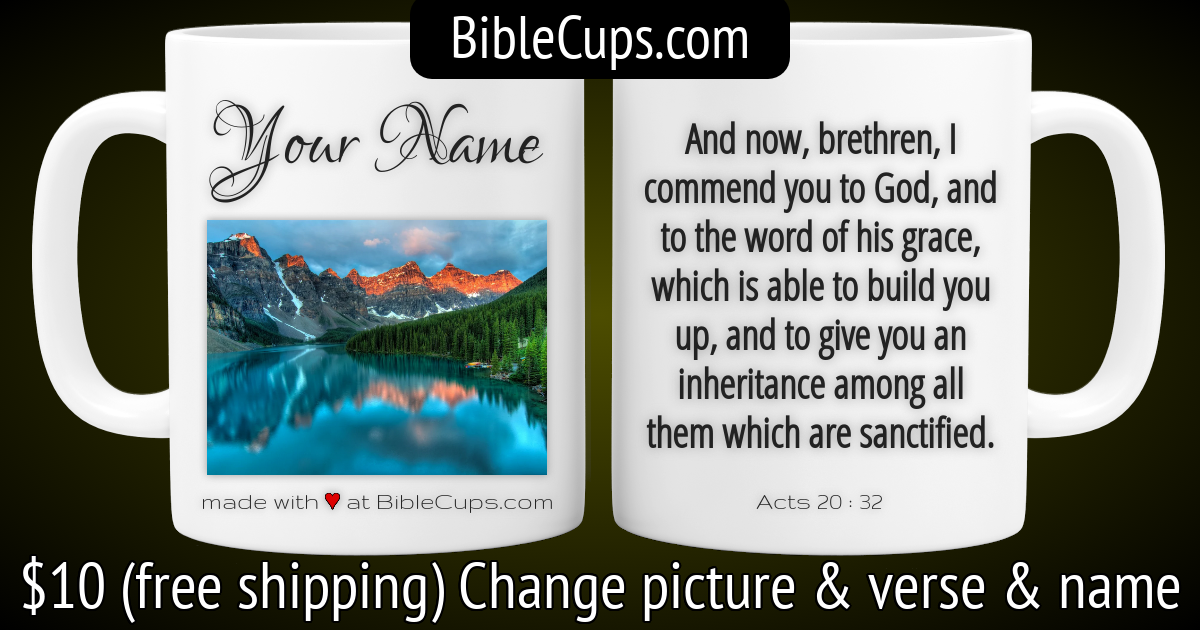 BibleCups.com
Your Name
made with ♥ at BibleCups.com
And now, brethren, I
commend you to God, and
to the word of his grace,
which is able to build you
up, and to give you an
inheritance among all
them which are sanctified.
Acts 20 : 32
$10 (free shipping) Change picture & verse & name